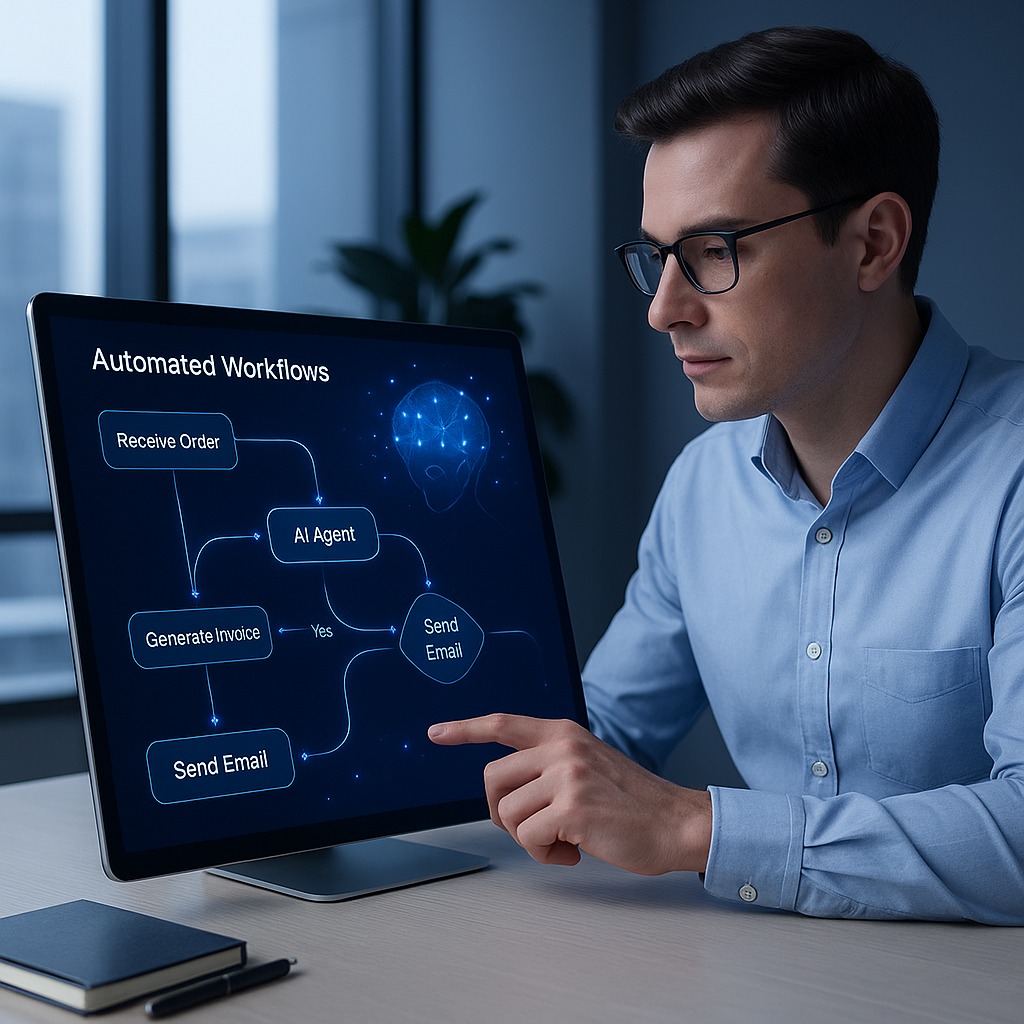 Automated Workflows
Receive Order
AI Agent
Generate Invoice
Yes
Send
Email
Send Email